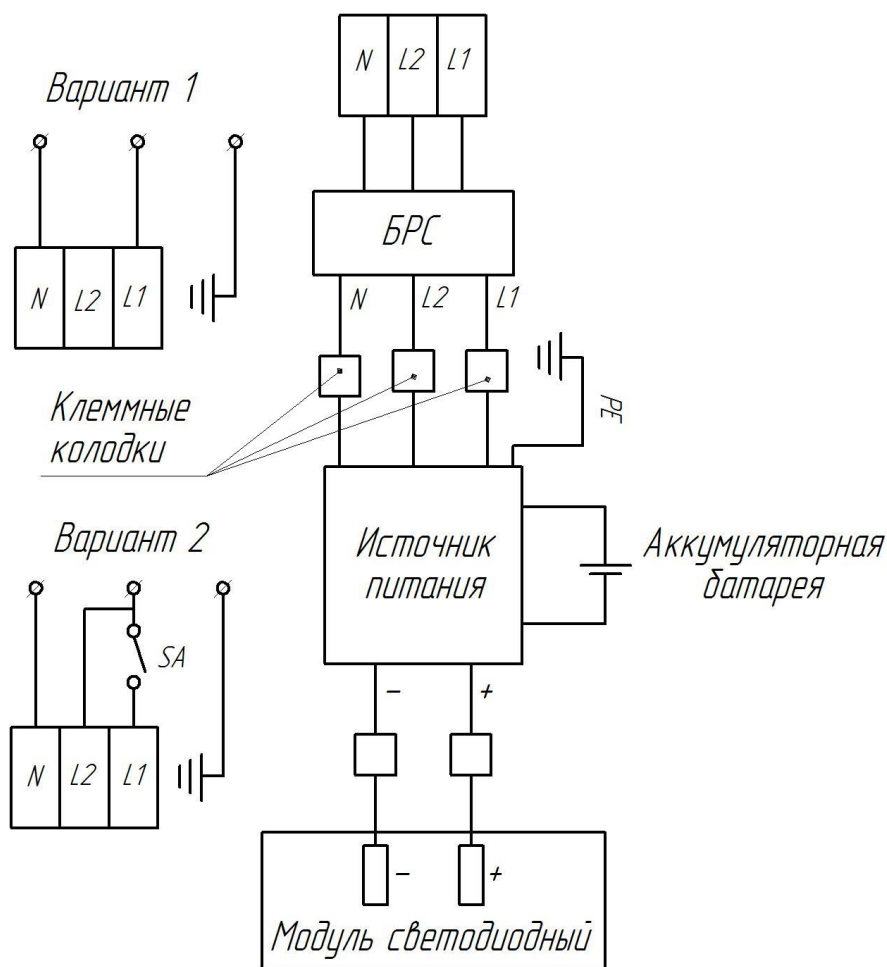 N L2 L1
Вариант 1
БРС
N L2 L1
N L2 L1
PE
Клеммные
колодки
Вариант 2
Источник
питания
Аккумуляторная
батарея
SA
- +
N L2 L1
- +
Модуль светодиодный